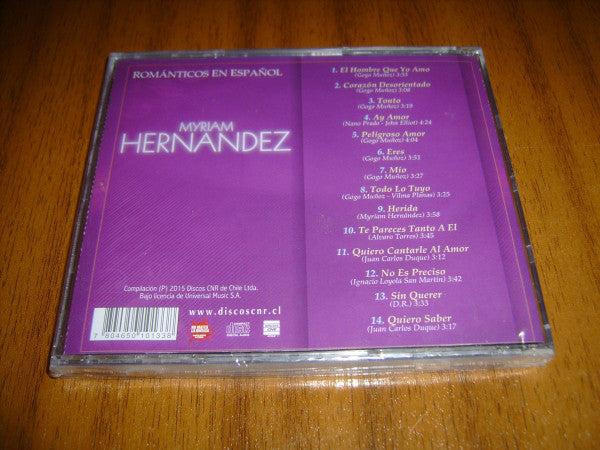 ROMÁNTICOS EN ESPAÑOL
MYRIAM
HERNANDEZ
Compilación (P) 2015 Discos CNR de Chile Ltda.
Bajo licencia de Universal Music S.A.
www.discoscnr.cl
7 804650 101338
1. El Hombre Que Yo Amo
(Gogo Muñoz) 3:53
2. Corazón Desorientado
(Gogo Muñoz) 3:08
3. Tonto
(Gogo Muñoz) 3:19
4. Ay Amor
(Nano Prado - John Elliot) 4:24
5. Peligroso Amor
(Gogo Muñoz) 4:04
6. Eres
(Gogo Muñoz) 3:51
7. Mío
(Gogo Muñoz) 3:27
8. Todo Lo Tuyo
(Gogo Muñoz - Vilma Planas) 3:25
9. Herida
(Myriam Hernández) 3:58
10. Te Pareces Tanto A El
(Alvaro Torres) 3:45
11. Quiero Cantarle Al Amor
(Juan Carlos Duque) 3:12
12. No Es Preciso
(Ignacio Loyola San Martín) 3:42
13. Sin Querer
(D.R.) 3:33
14. Quiero Saber
(Juan Carlos Duque) 3:17